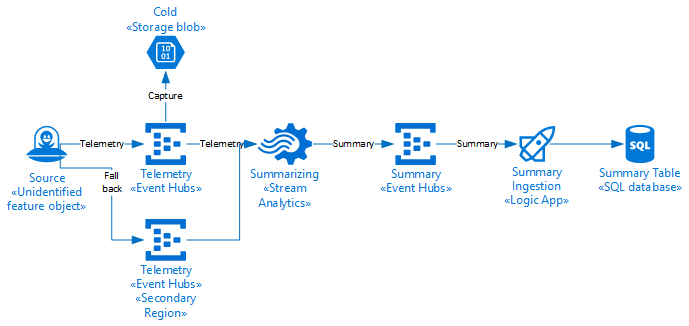 Cold
«Storage blob»
10
01
Capture
Telemetry
Telemetry
Summary
Summary
SQL
Source
«Unidentified
feature object»
Fall
back
Telemetry
«Event Hubs»
Summarizing
«Stream
Analytics»
Summary
«Event Hubs»
Summary
Ingestion
«Logic App»
Summary Table
«SQL database»
Telemetry
«Event Hubs»
«Secondary
Region»